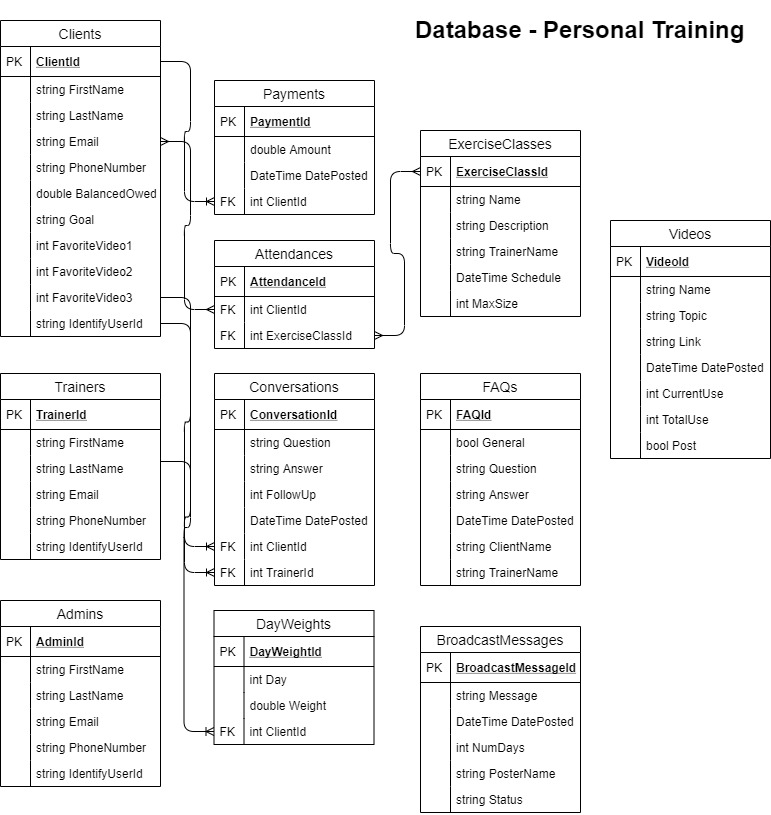 Database - Personal Training
Clients
PK ClientId
string FirstName
string LastName
string Email
string PhoneNumber
double BalancedOwed
string Goal
int FavoriteVideo1
int FavoriteVideo2
int FavoriteVideo3
string IdentifyUserId
Payments
PK PaymentId
double Amount
DateTime DatePosted
FK int ClientId
Attendances
PK AttendanceId
FK int ClientId
FK int ExerciseClassId
ExerciseClasses
PK ExerciseClassId
string Name
string Description
string TrainerName
DateTime Schedule
int MaxSize
Videos
PK VideoId
string Name
string Topic
string Link
DateTime DatePosted
int CurrentUse
int TotalUse
bool Post
Trainers
PK TrainerId
string FirstName
string LastName
string Email
string PhoneNumber
string IdentifyUserId
Conversations
PK ConversationId
string Question
string Answer
int FollowUp
DateTime DatePosted
FK int ClientId
FK int TrainerId
FAQs
PK FAQId
bool General
string Question
string Answer
DateTime DatePosted
string ClientName
string TrainerName
Admins
PK AdminId
string FirstName
string LastName
string Email
string PhoneNumber
string IdentifyUserId
DayWeights
PK DayWeightId
int Day
double Weight
FK int ClientId
BroadcastMessages
PK BroadcastMessageId
string Message
DateTime DatePosted
int NumDays
string PosterName
string Status